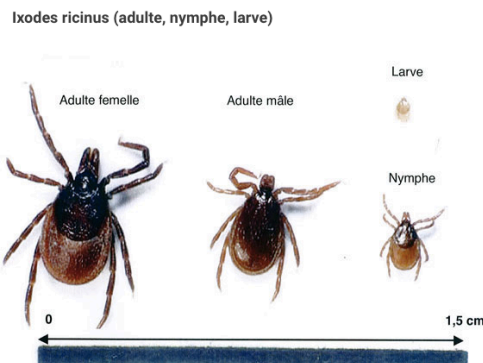 Ixodes ricinus (adulte, nymphe, larve)
Larve
Adulte femelle
Adulte mâle
Nymphe
0
1,5 cm